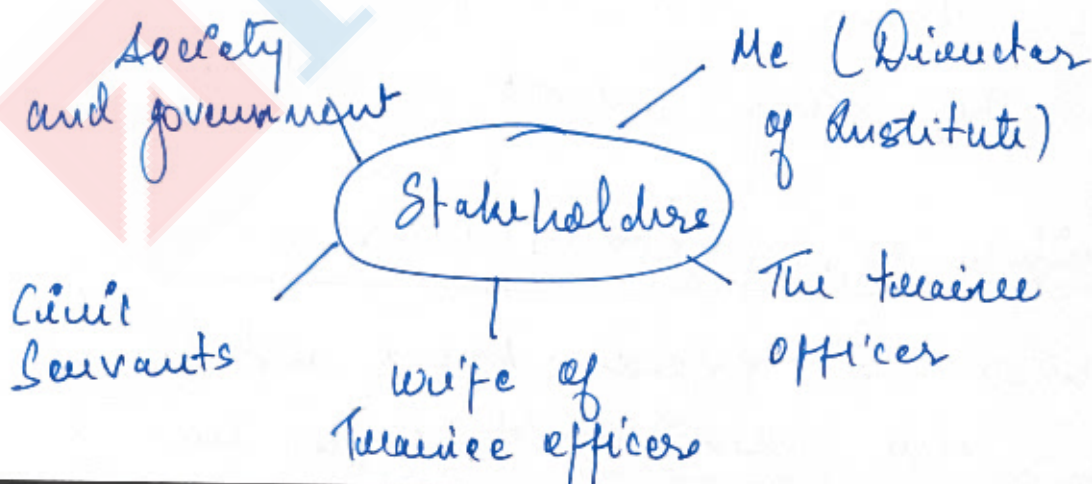 Society
and government
Me (Director
of Institute)
Stakeholders
Civil
Servants
wife of
Trainee officers
The trainee
officer